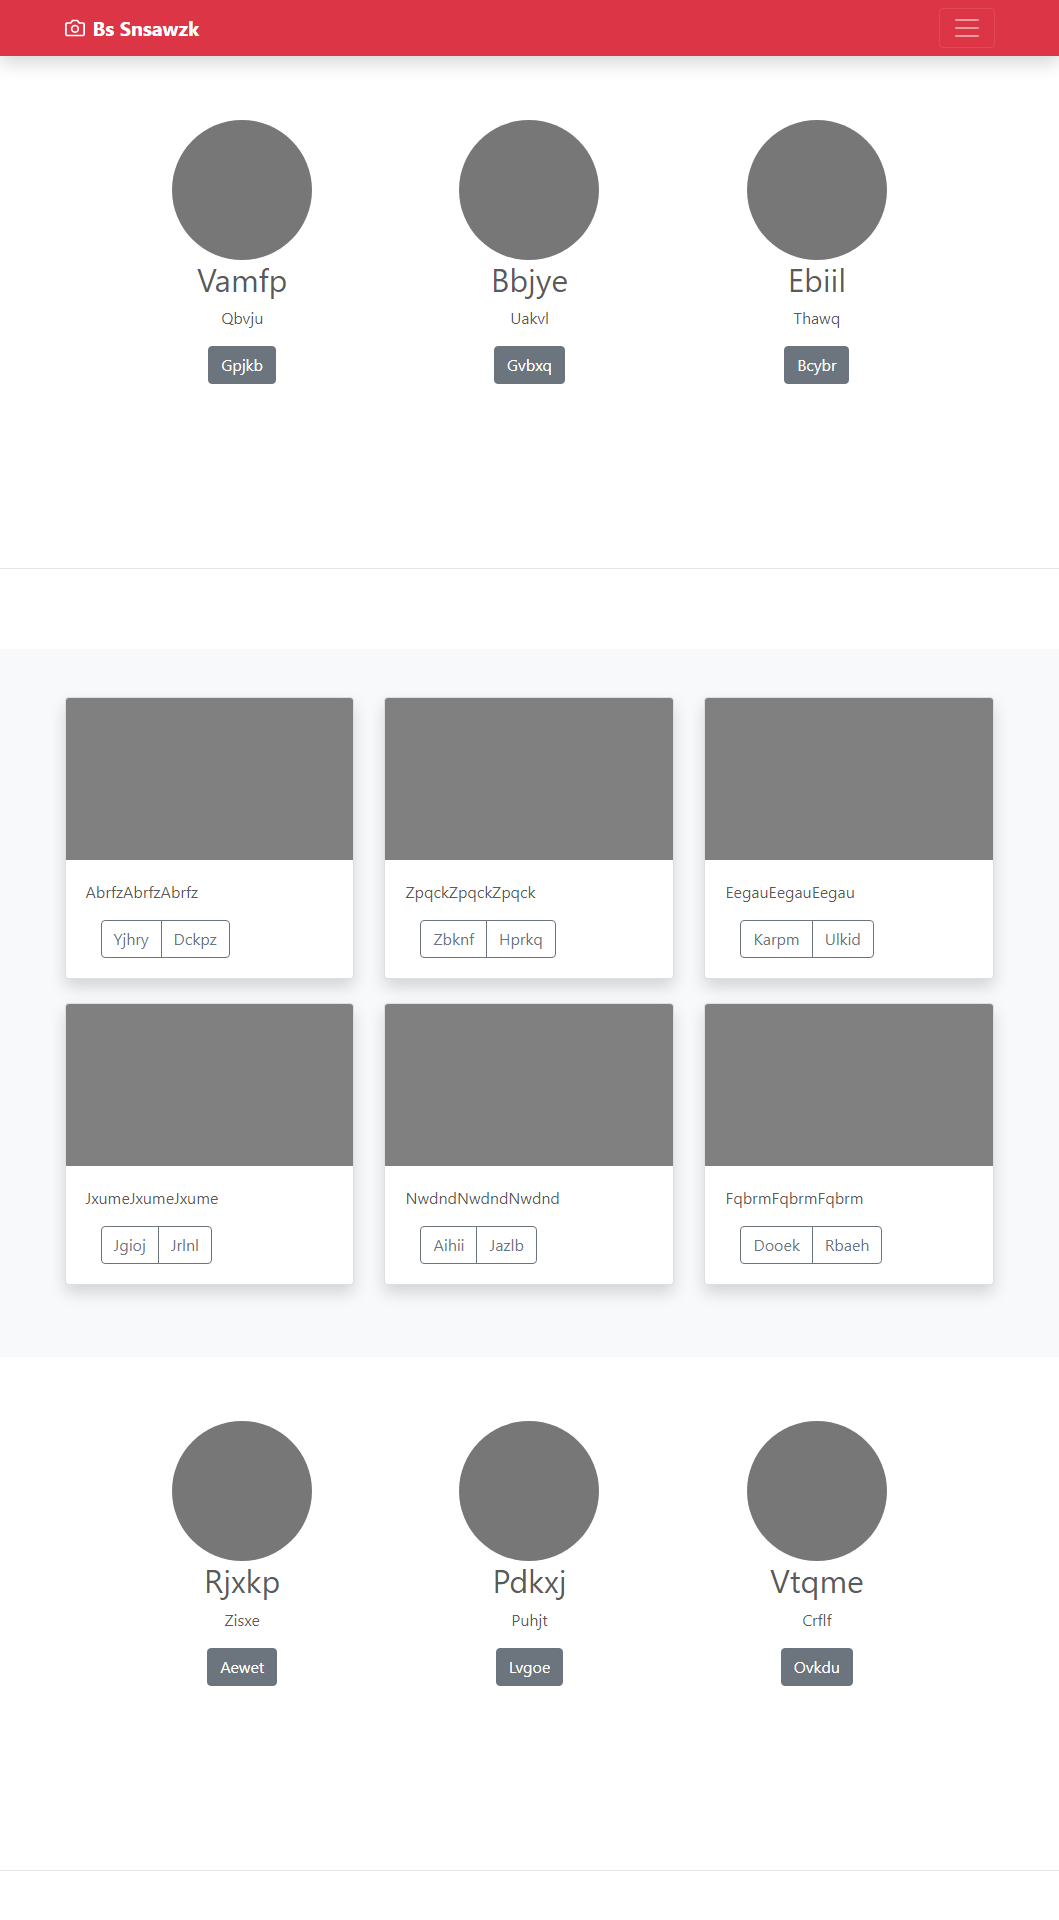 Bs Snsawzk
Vamfp Bbjye Ebiil
Qbvju Uakvl Thawq
Gpjkb Gvbxq Bcybr
AbrfzAbrfzAbrfz ZpqckZpqckZpqck EegauEegauEegau
Yjhry Dckpz Zbknf Hprkq Karpm Ulkid
JxumeJxumeJxume NwdndNwdndNwdnd FqbrmFqbrmFqbrm
Jgioj Jrlnl Aihii Jazlb Dooek Rbaeh
Rjxkp Pdkxj Vtqme
Zisxe Puhjt Crflf
Aewet Lvgoe Ovkdu